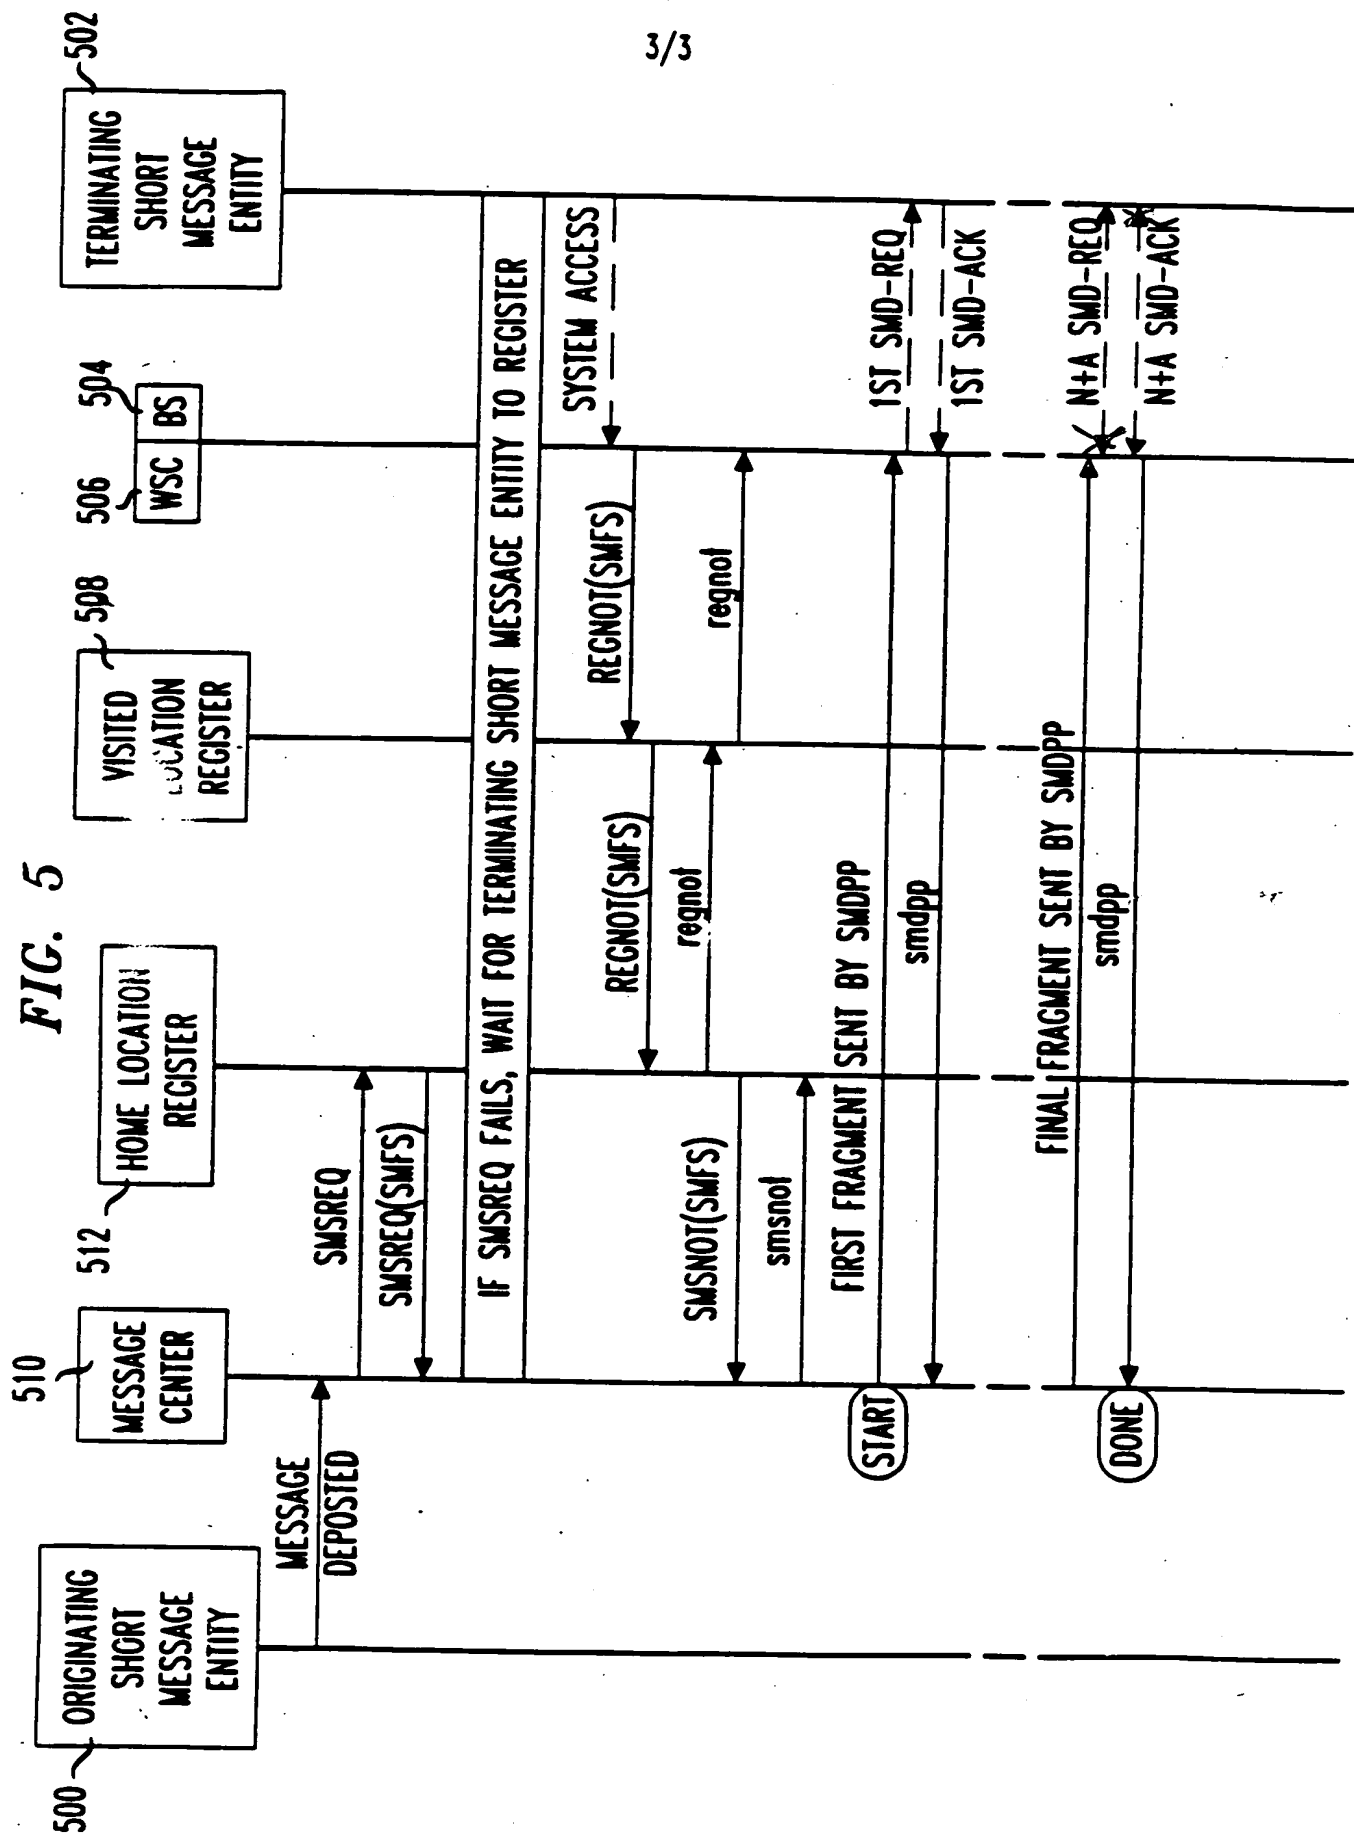 3/3
FIG. 5
500
ORIGINATING
SHORT
MESSAGE
ENTITY
510
MESSAGE
CENTER
512
HOME LOCATION
REGISTER
508
VISITED
LOCATION
REGISTER
506
WSC
504
BS
502
TERMINATING
SHORT
MESSAGE
ENTITY
MESSAGE
DEPOSTED
SMSREQ
SMSREQ(SMFS)
IF SMSREQ FAILS, WAIT FOR TERMINATING SHORT MESSAGE ENTITY TO REGISTER
SYSTEM ACCESS
REGNOT(SMFS)
REGNOT(SMFS)
regnot
regnot
SMSNOT(SMFS)
smsnot
START
FIRST FRAGMENT SENT BY SMDPP
1ST SMD-REQ
smdpp
1ST SMD-ACK
FINAL FRAGMENT SENT BY SMDPP
N+A SMD-REQ
smdpp
N+A SMD-ACK
DONE